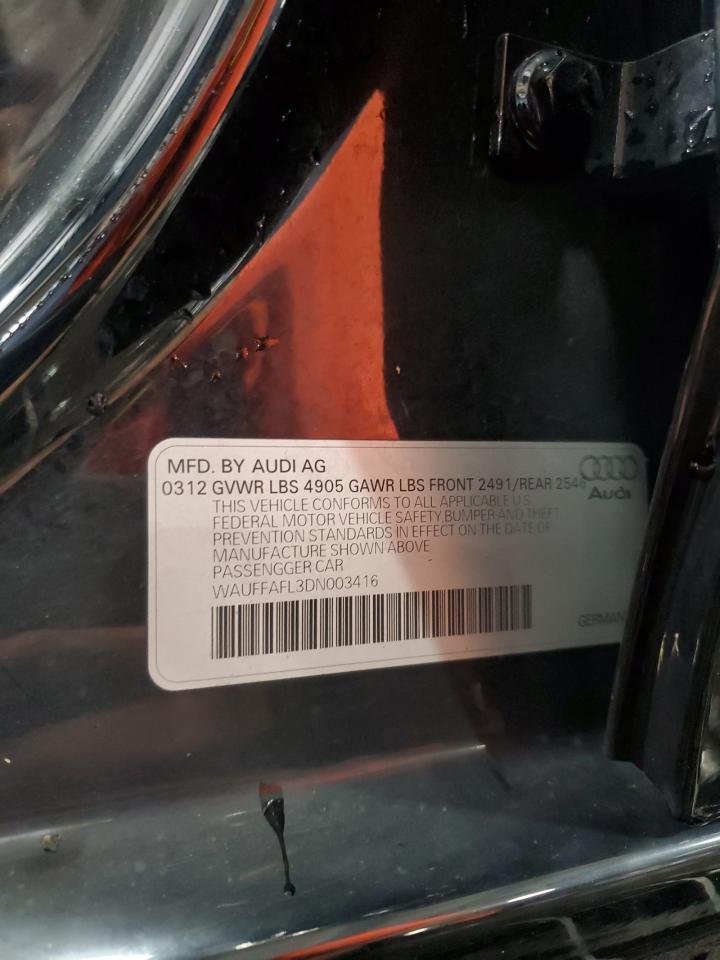 MFD. BY AUDI AG
0312 GVWR LBS 4905 GAWR LBS FRONT 2491/REAR 2546
Audi
THIS VEHICLE CONFORMS TO ALL APPLICABLE U.S.
FEDERAL MOTOR VEHICLE SAFETY,BUMPER AND THEFT
PREVENTION STANDARDS IN EFFECT ON THE DATE OF
MANUFACTURE SHOWN ABOVE
PASSENGGER CAR
WAUFFAFL3DN003416
GERMAN